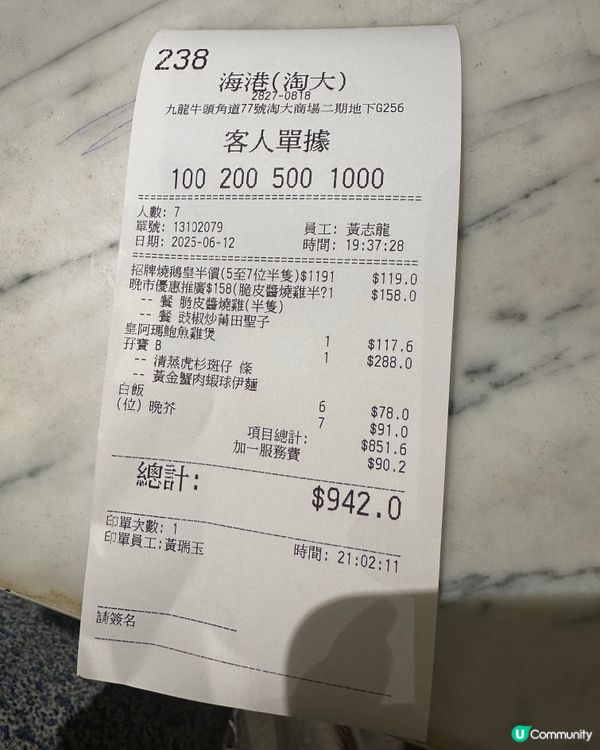 238
海港(淘大)
2827-0818
九龍牛頭角道77號淘大商場二期地下G256
客人單據
100 200 500 1000
人數: 7
單號: 13102079 員工: 黃志龍
日期: 2025-06-12 時間: 19:37:28
招牌燒鵝皇半價(5至7位半隻)$1191 $119.0
晚市優惠推廣$158(脆皮醬燒雞半?1 $158.0
-- 餐 脆皮醬燒雞(半隻)
-- 餐 豉椒炒莆田聖子
皇阿瑪鮑魚雞煲 1 $117.6
孖寶 B 1 $288.0
-- 清蒸虎杉斑仔 條
-- 黃金蟹肉蝦球伊麵
白飯 6 $78.0
(位) 晚芥 7 $91.0
項目總計: $851.6
加一服務費 $90.2
總計: $942.0
印單次數: 1
印單員工:黃瑞玉 時間: 21:02:11
請簽名
U Community